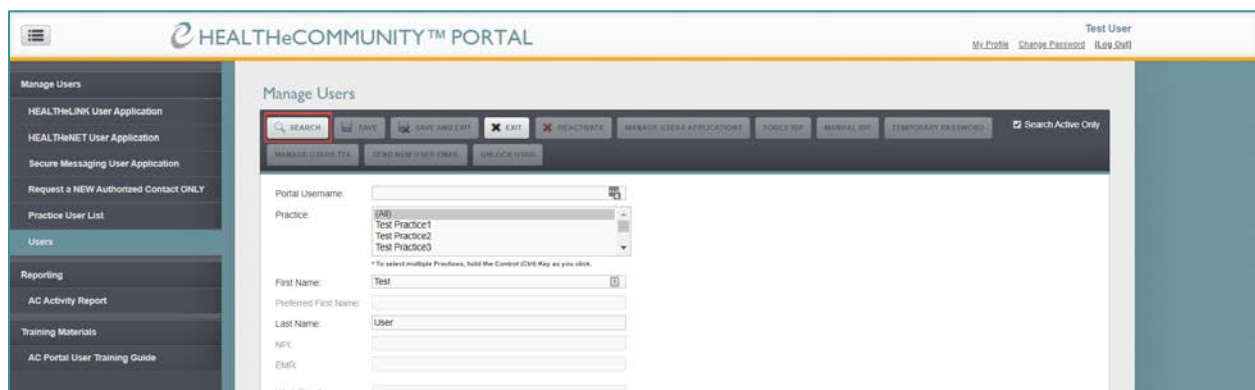 HEALTHeCOMMUNITY™ PORTAL
Test User
My Profile Change Password [Log Out]
Manage Users
HEALTHeLINK User Application
HEALTHeNET User Application
Secure Messaging User Application
Request a NEW Authorized Contact ONLY
Practice User List
Users
Reporting
AC Activity Report
Training Materials
AC Portal User Training Guide
Manage Users
SEARCH SAVE SAVE AND EXIT EXIT DEACTIVATE MANAGE USERS APPLICATIONS FORCE IDP MANUAL IDP TEMPORARY PASSWORD Search Active Only
MANAGE USERS TFA SEND NEW USER EMAIL UNLOCK USER
Portal Username:
Practice: (All)
Test Practice1
Test Practice2
Test Practice3
* To select multiple Practices, hold the Control (Ctrl) Key as you click.
First Name: Test
Preferred First Name:
Last Name: User
NPI:
EMR: